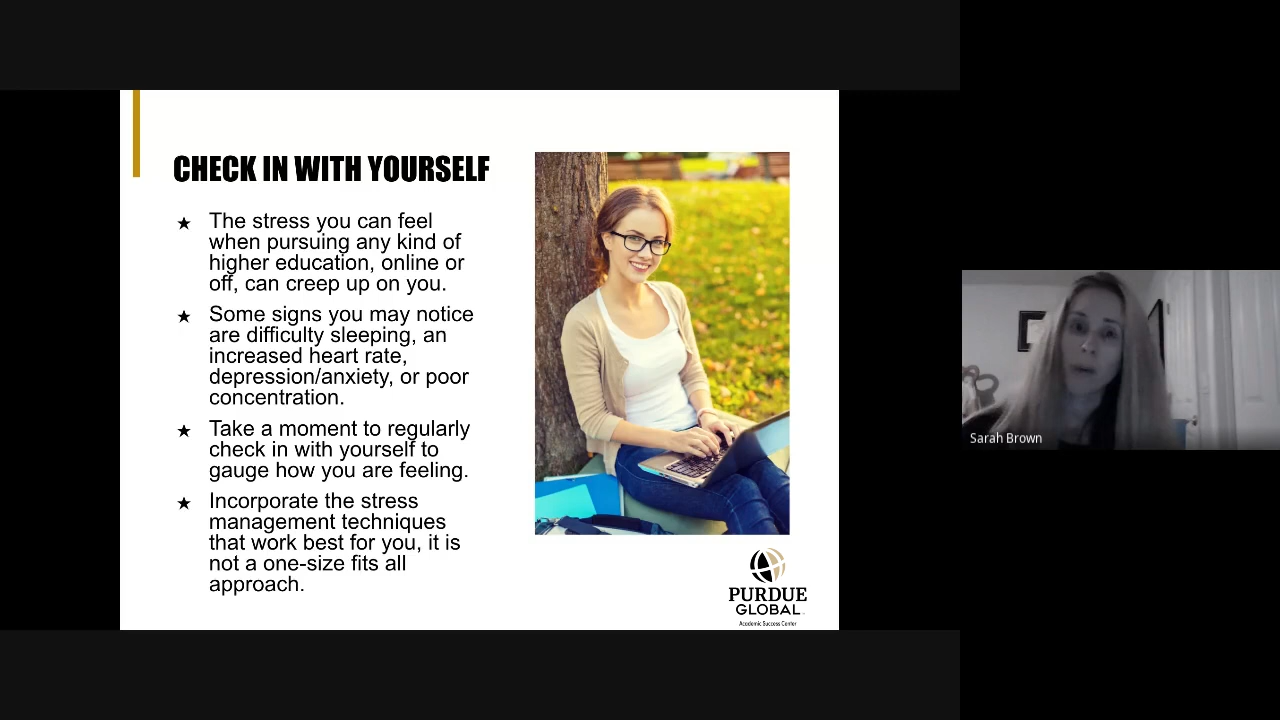 CHECK IN WITH YOURSELF
★ The stress you can feel
when pursuing any kind of
higher education, online or
off, can creep up on you.
★ Some signs you may notice
are difficulty sleeping, an
increased heart rate,
depression/anxiety, or poor
concentration.
★ Take a moment to regularly
check in with yourself to
gauge how you are feeling.
★ Incorporate the stress
management techniques
that work best for you, it is
not a one-size fits all
approach.
PURDUE
GLOBAL
Academic Success Center
Sarah Brown